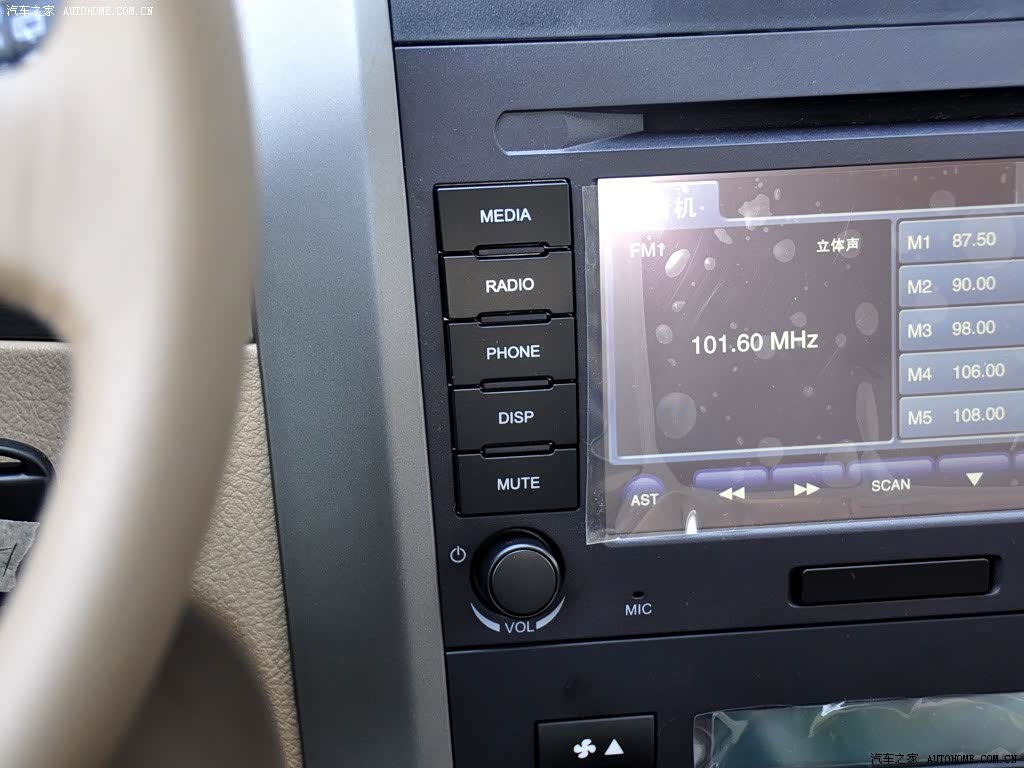 汽车之家 AUTOHOME.COM.CN
MEDIA
RADIO
PHONE
DISP
MUTE
VOL
MIC
机
FM1
立体声
101.60 MHz
M1 87.50
M2 90.00
M3 98.00
M4 106.00
M5 108.00
AST
SCAN
汽车之家 AUTOHOME.COM.CN